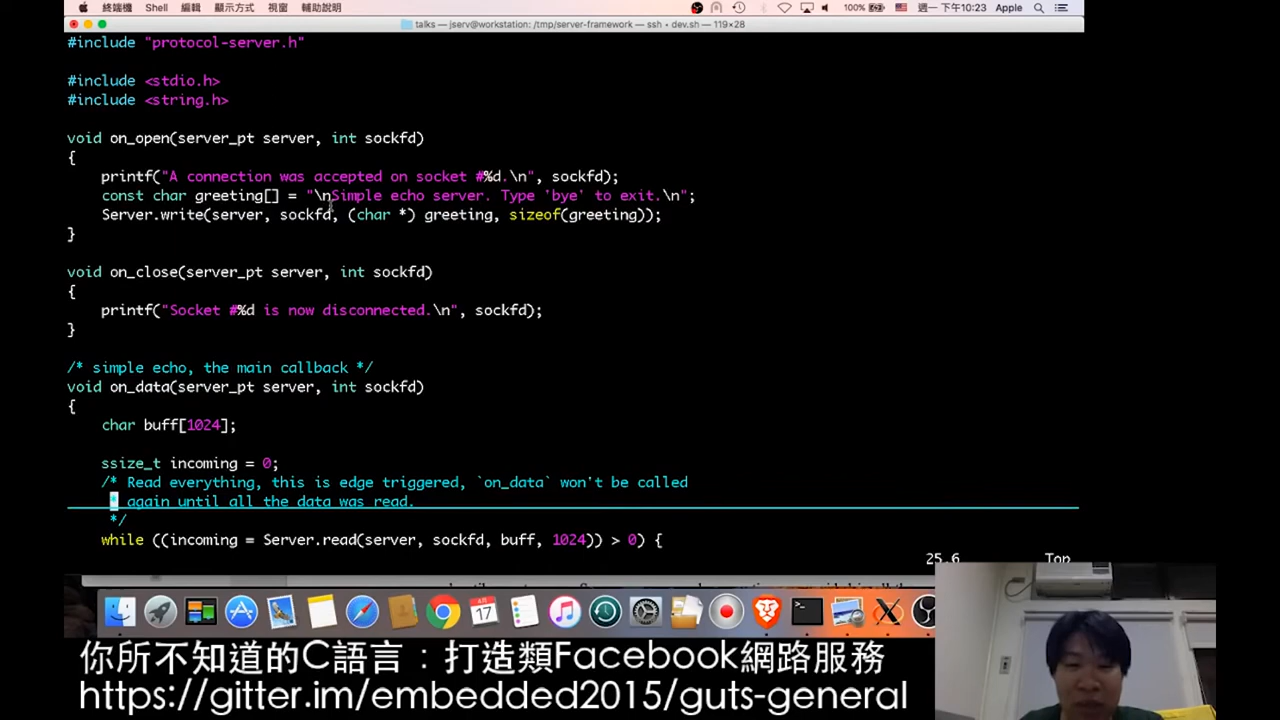 終端機 Shell 編輯 顯示方式 視窗 輔助說明 100% 週一 下午10:23 Apple
talks — jserv@workstation: /tmp/server-framework — ssh • dev.sh — 119×28
#include "protocol-server.h"
#include <stdio.h>
#include <string.h>
void on_open(server_pt server, int sockfd)
{
printf("A connection was accepted on socket #%d.\n", sockfd);
const char greeting[] = "\nSimple echo server. Type 'bye' to exit.\n";
Server.write(server, sockfd, (char *) greeting, sizeof(greeting));
}
void on_close(server_pt server, int sockfd)
{
printf("Socket #%d is now disconnected.\n", sockfd);
}
/* simple echo, the main callback */
void on_data(server_pt server, int sockfd)
{
char buff[1024];
ssize_t incoming = 0;
/* Read everything, this is edge triggered, `on_data` won't be called
* again until all the data was read.
*/
while ((incoming = Server.read(server, sockfd, buff, 1024)) > 0) {
25,6 Top
17
你所不知道的C語言：打造類Facebook網路服務
https://gitter.im/embedded2015/guts-general